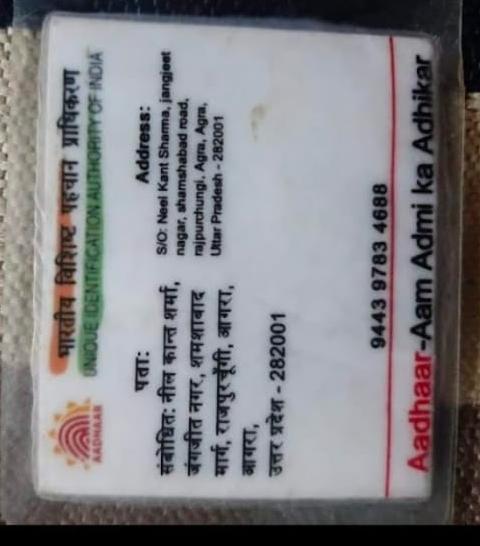 भारतीय विशिष्ट पहचान प्राधिकरण
UNIQUE IDENTIFICATION AUTHORITY OF INDIA
AADHAAR
पता:
संबोधित: नील कान्त शर्मा,
जंगजीत नगर, शमशाबाद
मार्ग, राजपुरचुँगी, आगरा,
आगरा,
उत्तर प्रदेश - 282001
Address:
S/O: Neel Kant Sharma, jangjeet
nagar, shamshabad road,
rajpurchungi, Agra, Agra,
Uttar Pradesh - 282001
9443 9783 4688
Aadhaar-Aam Admi ka Adhikar